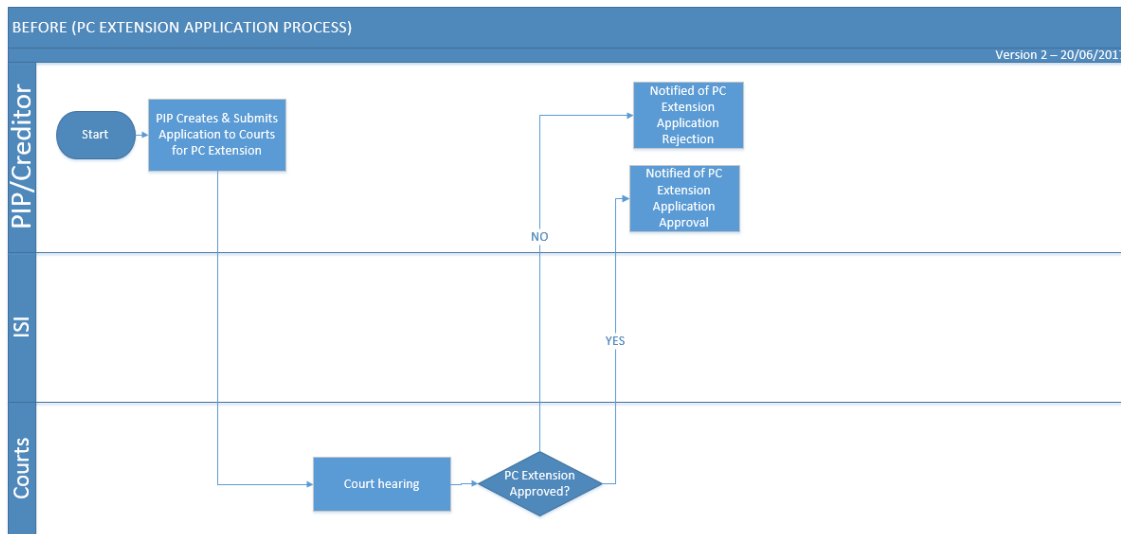 BEFORE (PC EXTENSION APPLICATION PROCESS)
Version 2 – 20/06/2017
PIP/Creditor
Start
PIP Creates & Submits
Application to Courts
for PC Extension
Notified of PC
Extension
Application
Rejection
Notified of PC
Extension
Application
Approval
NO
ISI
YES
Courts
Court hearing
PC Extension
Approved?